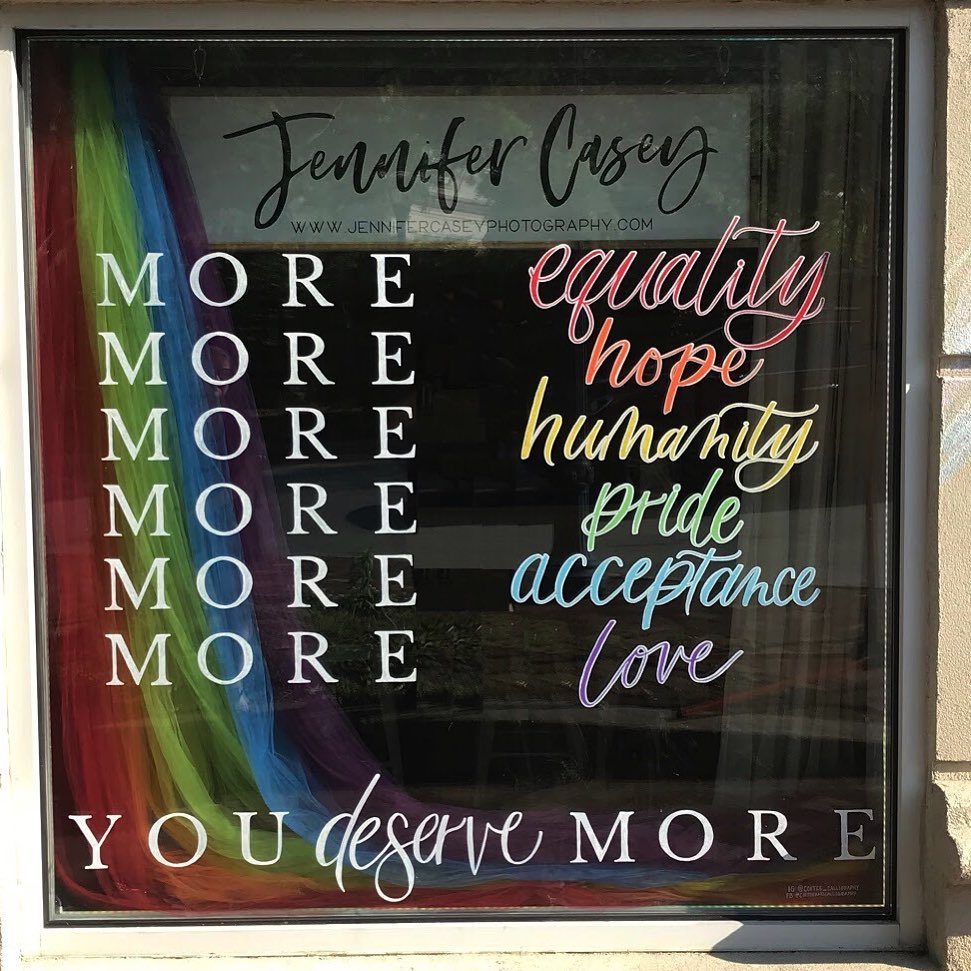 Jennifer Casey
WWW.JENNIFERCASEYPHOTOGRAPHY.COM
MORE equality
MORE hope
MORE humanity
MORE pride
MORE acceptance
MORE love
YOU deserve MORE